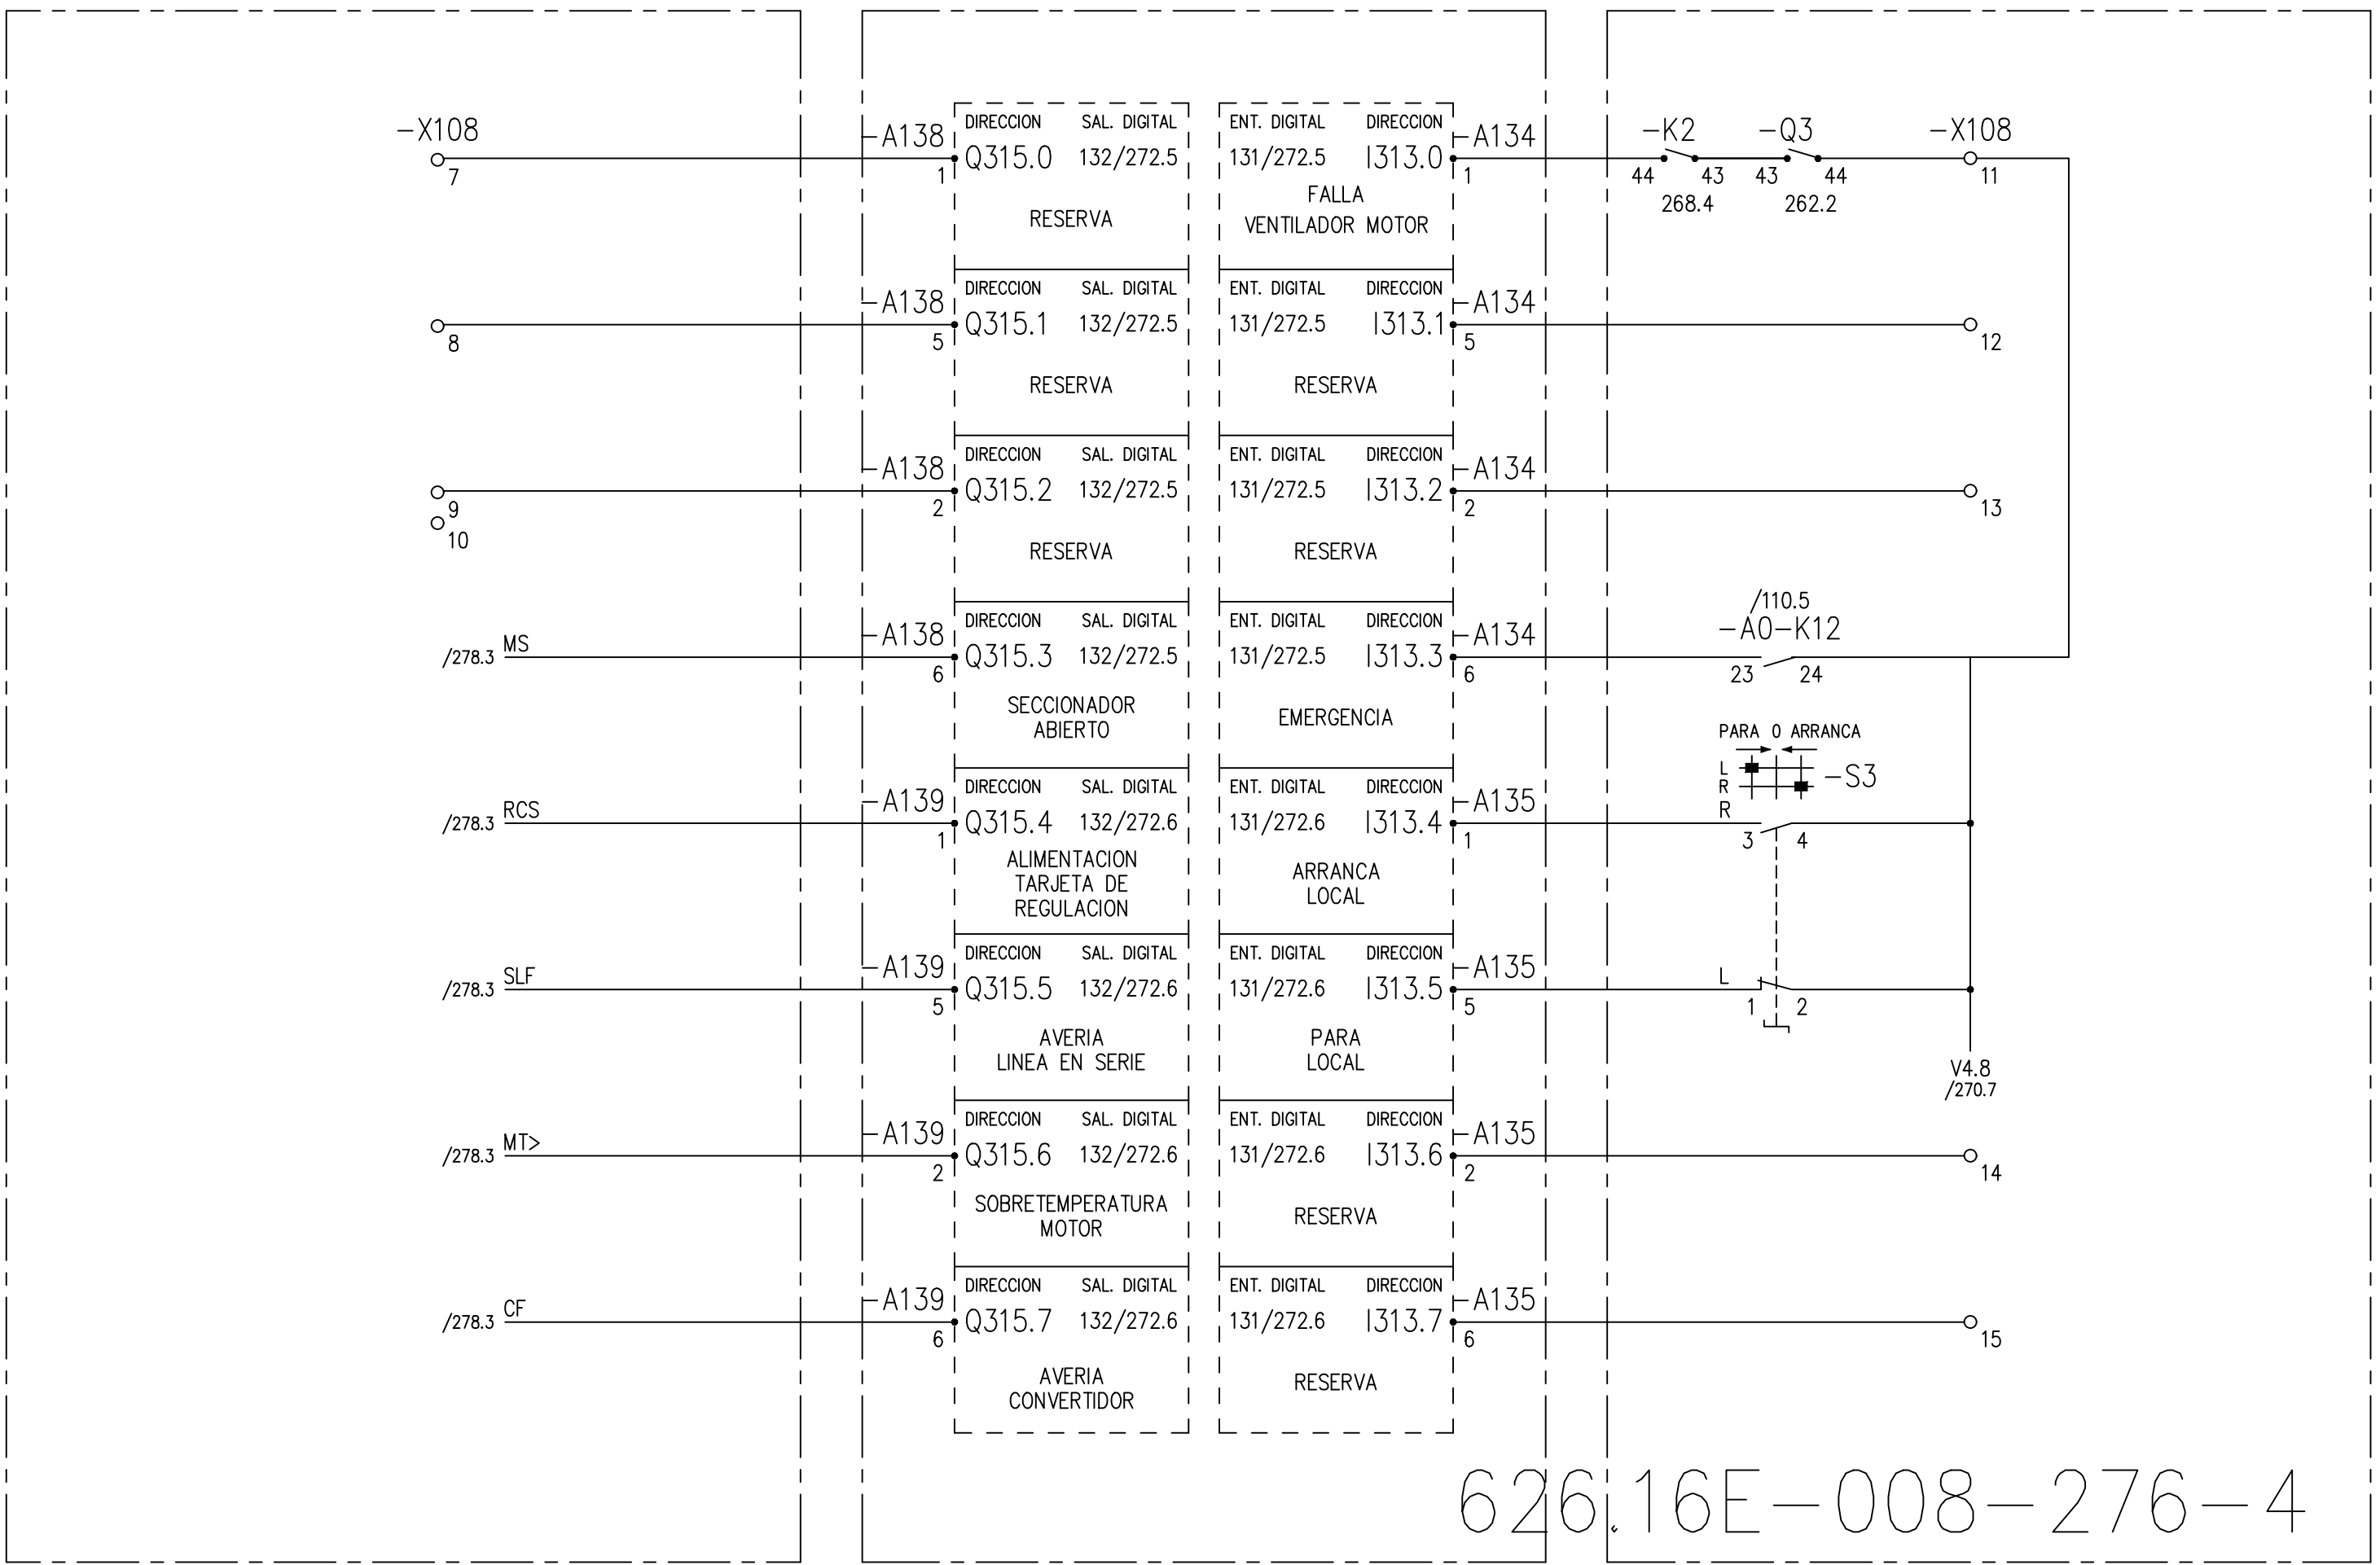 -X108
-A138
DIRECCION SAL. DIGITAL
ENT. DIGITAL DIRECCION
-A134
-K2
-Q3
-X108
7
1
Q315.0 132/272.5
131/272.5 I313.0
1
44 43 43 44
11
268.4 262.2
RESERVA
FALLA
VENTILADOR MOTOR
-A138
DIRECCION SAL. DIGITAL
ENT. DIGITAL DIRECCION
-A134
8
5
Q315.1 132/272.5
131/272.5 I313.1
5
12
RESERVA
RESERVA
-A138
DIRECCION SAL. DIGITAL
ENT. DIGITAL DIRECCION
-A134
9
10
2
Q315.2 132/272.5
131/272.5 I313.2
2
13
RESERVA
RESERVA
/110.5
-A0-K12
/278.3 MS
-A138
DIRECCION SAL. DIGITAL
ENT. DIGITAL DIRECCION
-A134
6
Q315.3 132/272.5
131/272.5 I313.3
6
23 24
SECCIONADOR
ABIERTO
EMERGENCIA
PARA 0 ARRANCA
L
R
-S3
R
/278.3 RCS
-A139
DIRECCION SAL. DIGITAL
ENT. DIGITAL DIRECCION
-A135
1
Q315.4 132/272.6
131/272.6 I313.4
1
3 4
ALIMENTACION
TARJETA DE
REGULACION
ARRANCA
LOCAL
/278.3 SLF
-A139
DIRECCION SAL. DIGITAL
ENT. DIGITAL DIRECCION
-A135
L
5
Q315.5 132/272.6
131/272.6 I313.5
5
1 2
AVERIA
LINEA EN SERIE
PARA
LOCAL
V4.8
/270.7
/278.3 MT>
-A139
DIRECCION SAL. DIGITAL
ENT. DIGITAL DIRECCION
-A135
2
Q315.6 132/272.6
131/272.6 I313.6
2
14
SOBRETEMPERATURA
MOTOR
RESERVA
/278.3 CF
-A139
DIRECCION SAL. DIGITAL
ENT. DIGITAL DIRECCION
-A135
6
Q315.7 132/272.6
131/272.6 I313.7
6
15
AVERIA
CONVERTIDOR
RESERVA
626.16E-008-276-4